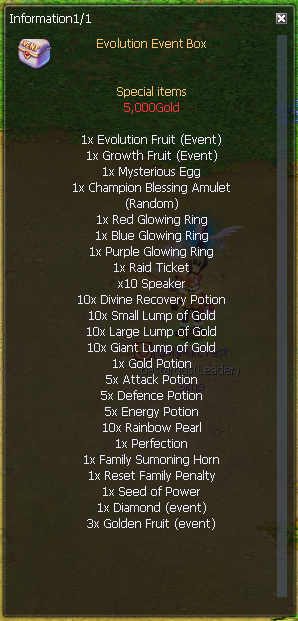 Information1/1
Evolution Event Box
Special items
5,000Gold
1x Evolution Fruit (Event)
1x Growth Fruit (Event)
1x Mysterious Egg
1x Champion Blessing Amulet
(Random)
1x Red Glowing Ring
1x Blue Glowing Ring
1x Purple Glowing Ring
1x Raid Ticket
x10 Speaker
10x Divine Recovery Potion
10x Small Lump of Gold
10x Large Lump of Gold
10x Giant Lump of Gold
1x Gold Potion
5x Attack Potion
5x Defence Potion
Leader)
5x Energy Potion
10x Rainbow Pearl
1x Perfection
1x Family Sumoning Horn
1x Reset Family Penalty
1x Seed of Power
1x Diamond (event)
3x Golden Fruit (event)